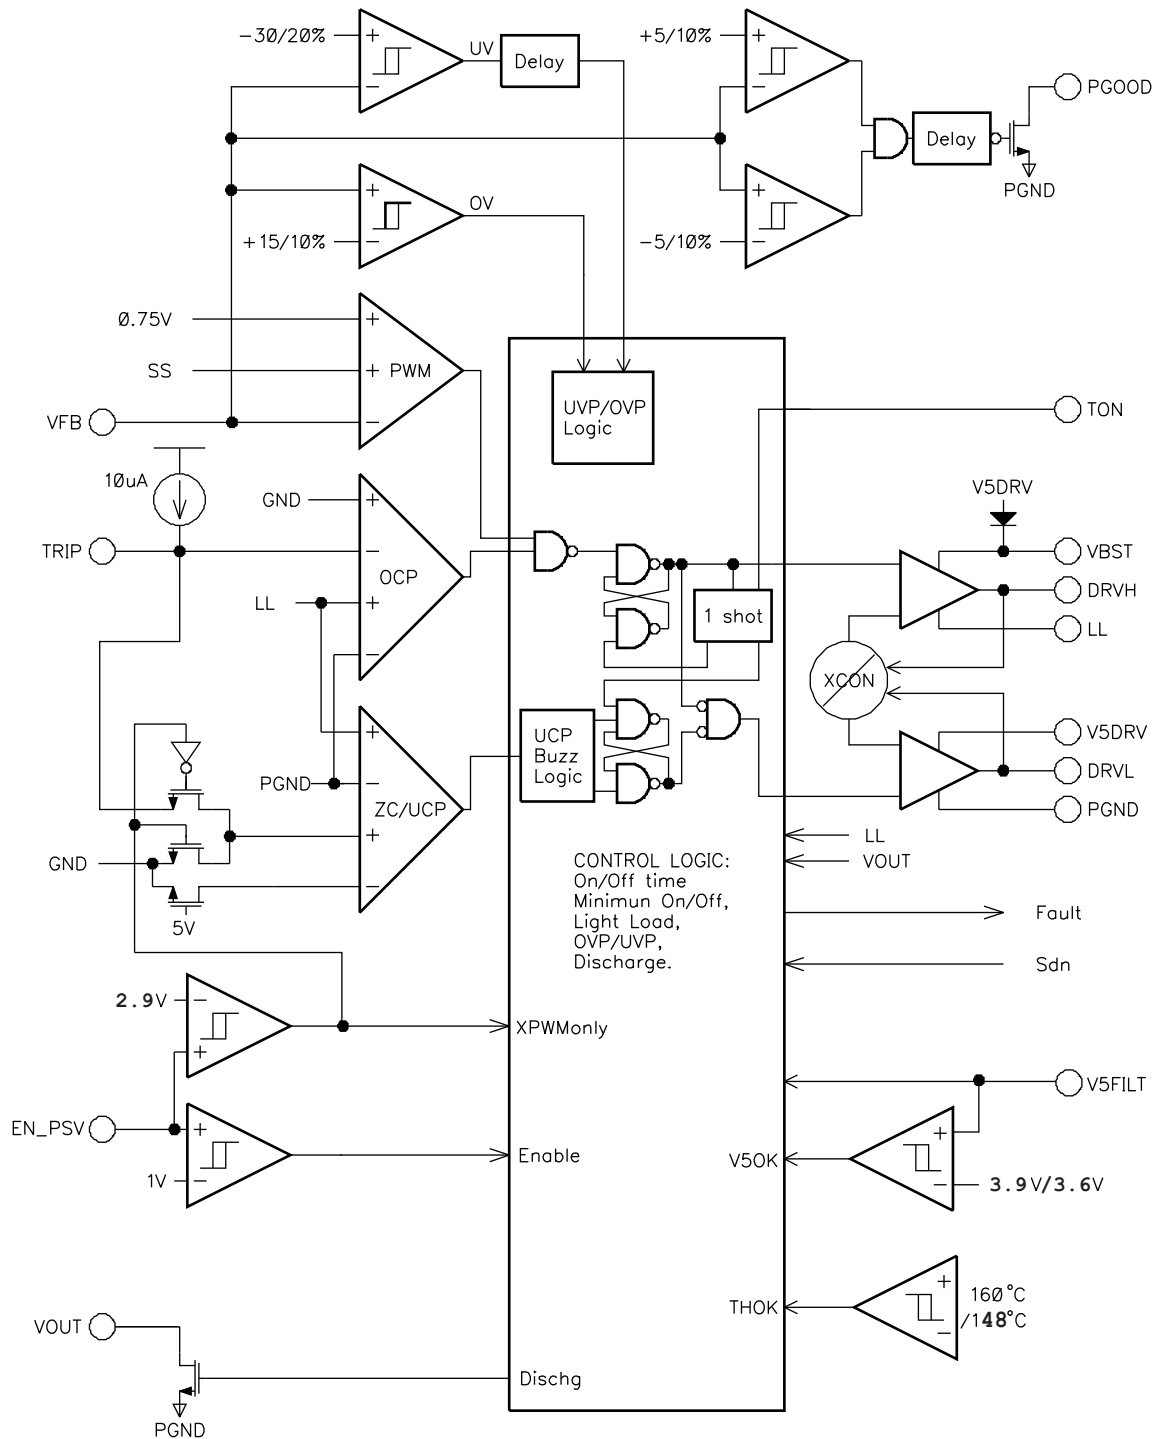 -30/20%
+
−
UV
Delay
+5/10%
+
−
PGOOD
Delay
PGND
+
−
+15/10%
OV
+
−
-5/10%
0.75V
SS
VFB
+
+
−
PWM
UVP/OVP
Logic
TON
10uA
TRIP
GND
LL
+
−
+
−
OCP
V5DRV
VBST
DRVH
LL
1 shot
XCON
PGND
+
−
+
−
ZC/UCP
UCP
Buzz
Logic
V5DRV
DRVL
PGND
GND
5V
LL
VOUT
CONTROL LOGIC:
On/Off time
Minimun On/Off,
Light Load,
OVP/UVP,
Discharge.
Fault
Sdn
2.9V
−
+
XPWMonly
V5FILT
EN_PSV
+
−
1V
Enable
V5OK
+
−
3.9V/3.6V
THOK
+
−
160°C
/148°C
VOUT
PGND
Dischg